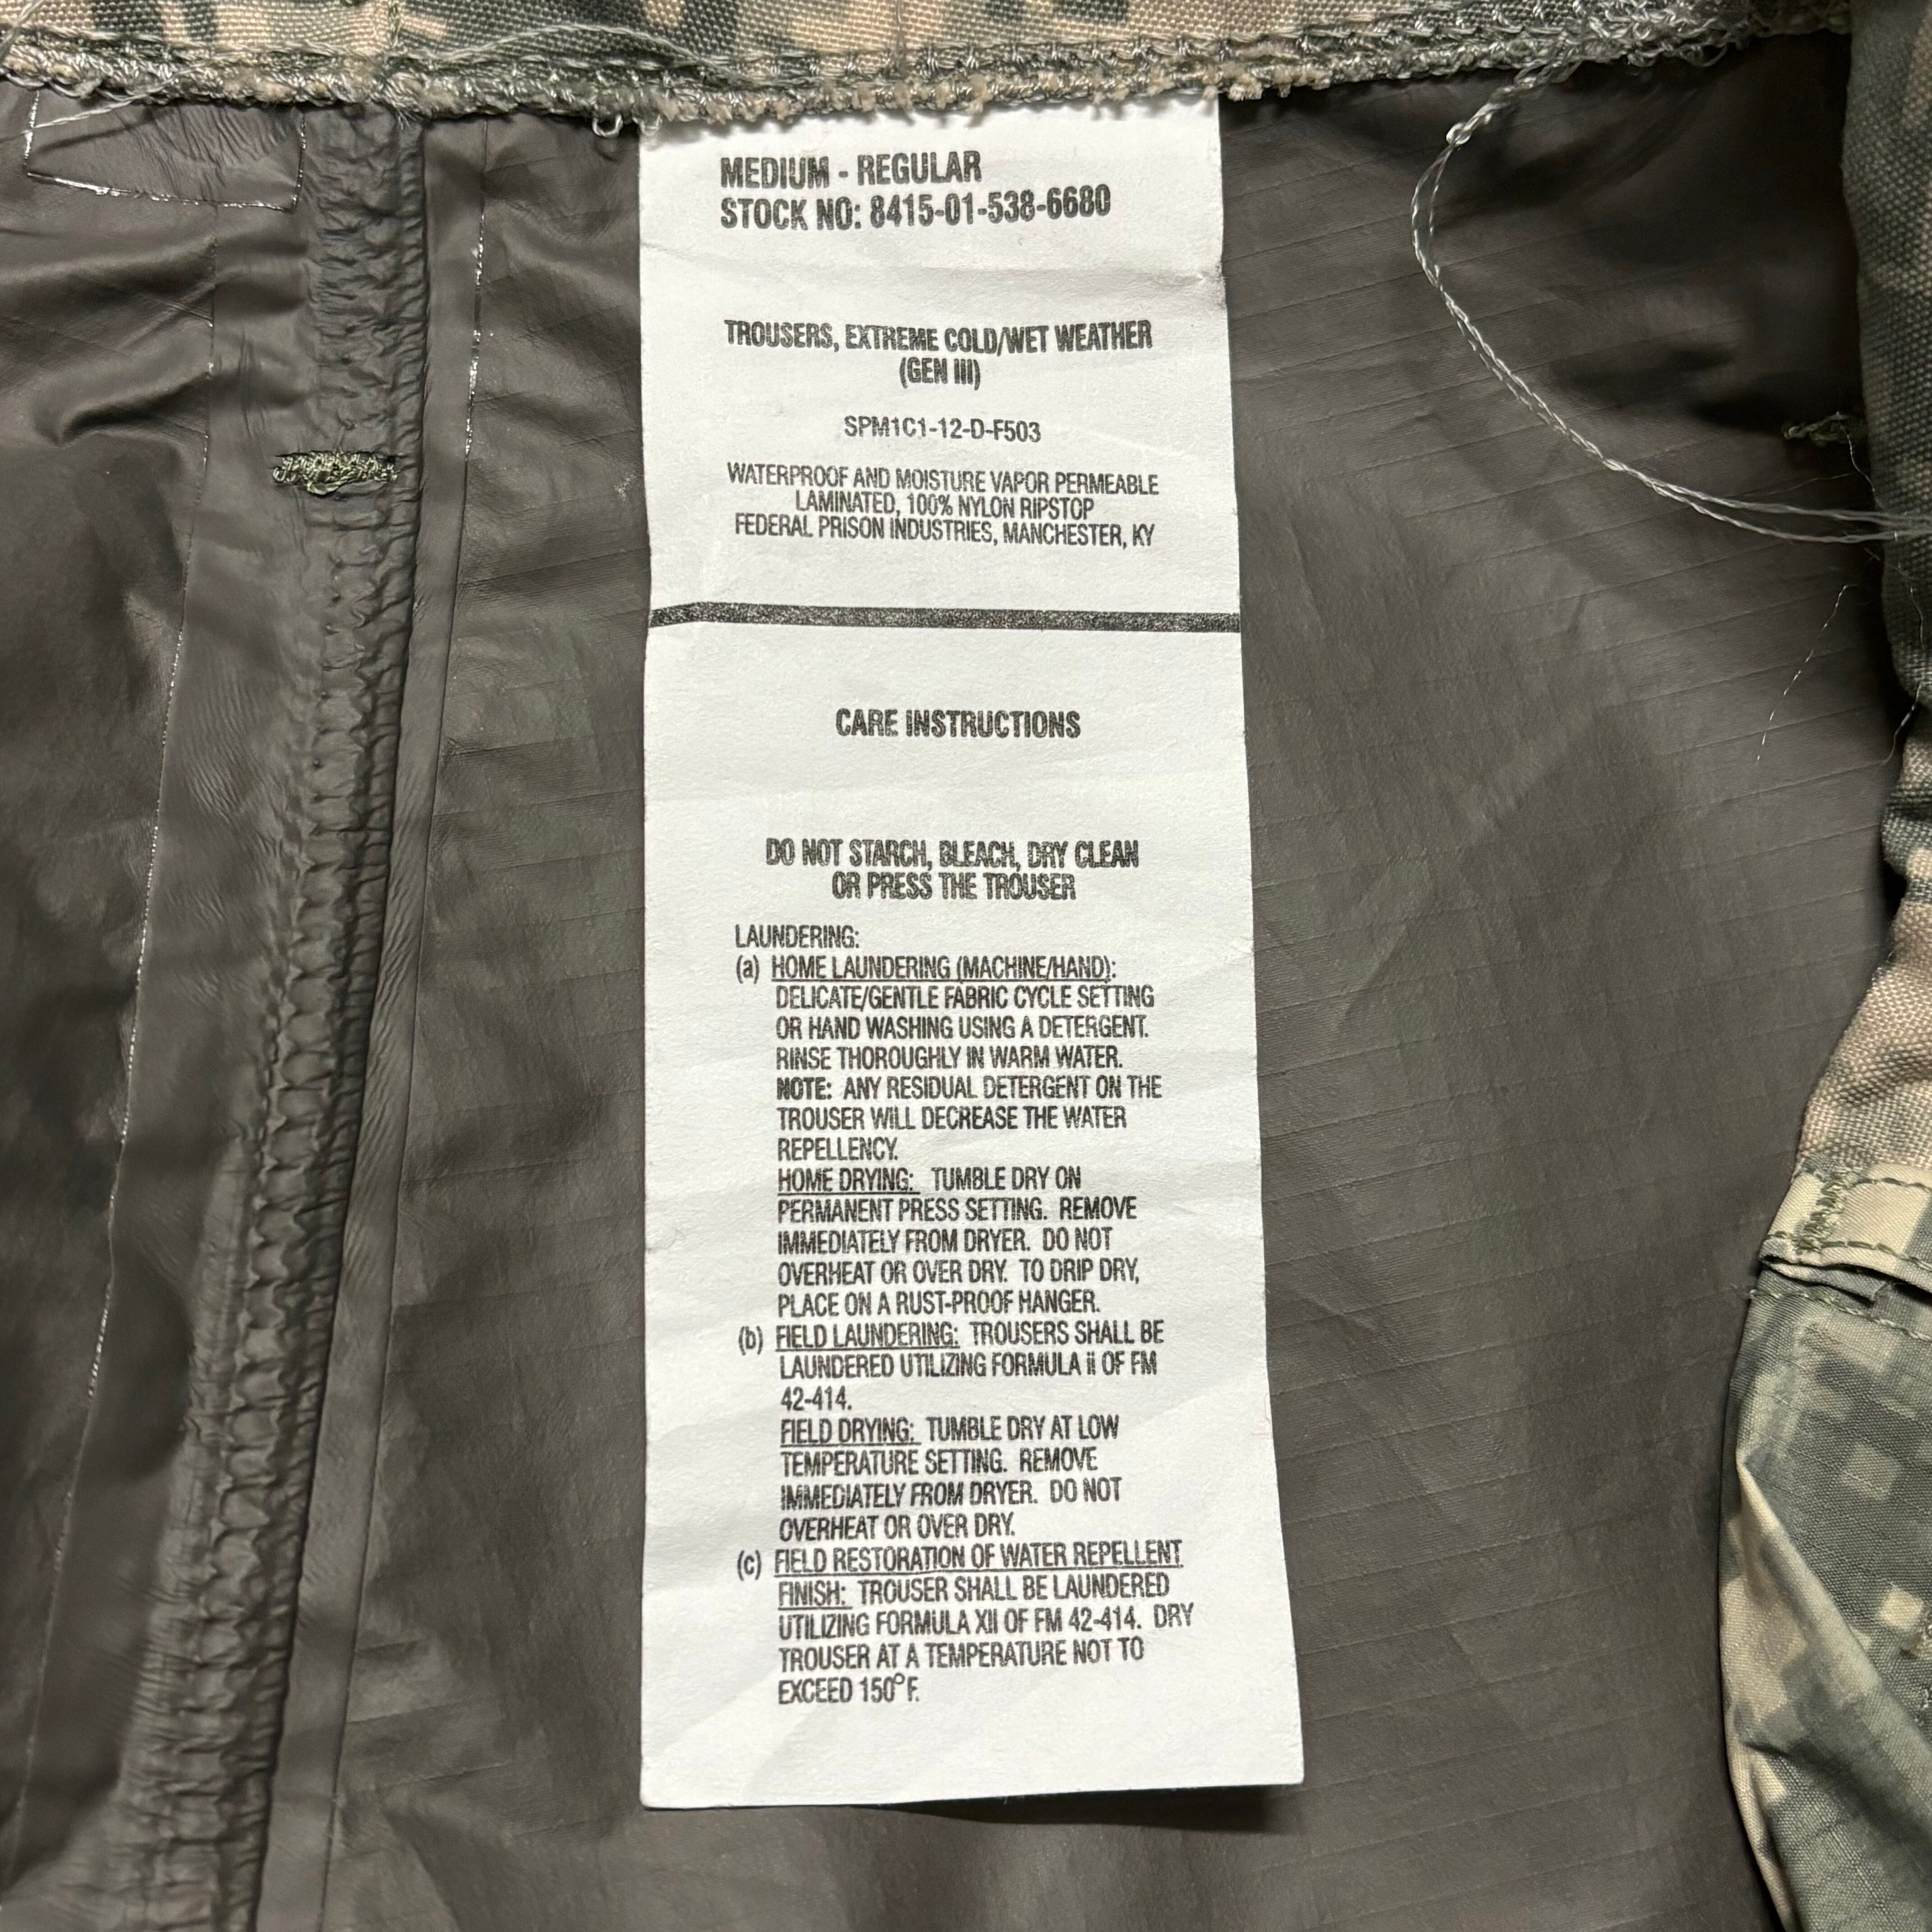 MEDIUM - REGULAR
STOCK NO: 8415-01-538-6680
TROUSERS, EXTREME COLD/WET WEATHER
(GEN III)
SPM1C1-12-D-F503
WATERPROOF AND MOISTURE VAPOR PERMEABLE
LAMINATED, 100% NYLON RIPSTOP
FEDERAL PRISON INDUSTRIES, MANCHESTER, KY
CARE INSTRUCTIONS
DO NOT STARCH, BLEACH, DRY CLEAN
OR PRESS THE TROUSER
LAUNDERING:
(a) HOME LAUNDERING (MACHINE/HAND):
DELICATE/GENTLE FABRIC CYCLE SETTING
OR HAND WASHING USING A DETERGENT.
RINSE THOROUGHLY IN WARM WATER.
NOTE: ANY RESIDUAL DETERGENT ON THE
TROUSER WILL DECREASE THE WATER
REPELLENCY.
HOME DRYING: TUMBLE DRY ON
PERMANENT PRESS SETTING. REMOVE
IMMEDIATELY FROM DRYER. DO NOT
OVERHEAT OR OVER DRY. TO DRIP DRY,
PLACE ON A RUST-PROOF HANGER.
(b) FIELD LAUNDERING: TROUSERS SHALL BE
LAUNDERED UTILIZING FORMULA ii OF FM
42-414.
FIELD DRYING: TUMBLE DRY AT LOW
TEMPERATURE SETTING. REMOVE
IMMEDIATELY FROM DRYER. DO NOT
OVERHEAT OR OVER DRY.
(c) FIELD RESTORATION OF WATER REPELLENT
FINISH: TROUSER SHALL BE LAUNDERED
UTILIZING FORMULA XII OF FM 42-414. DRY
TROUSER AT A TEMPERATURE NOT TO
EXCEED 150°F.